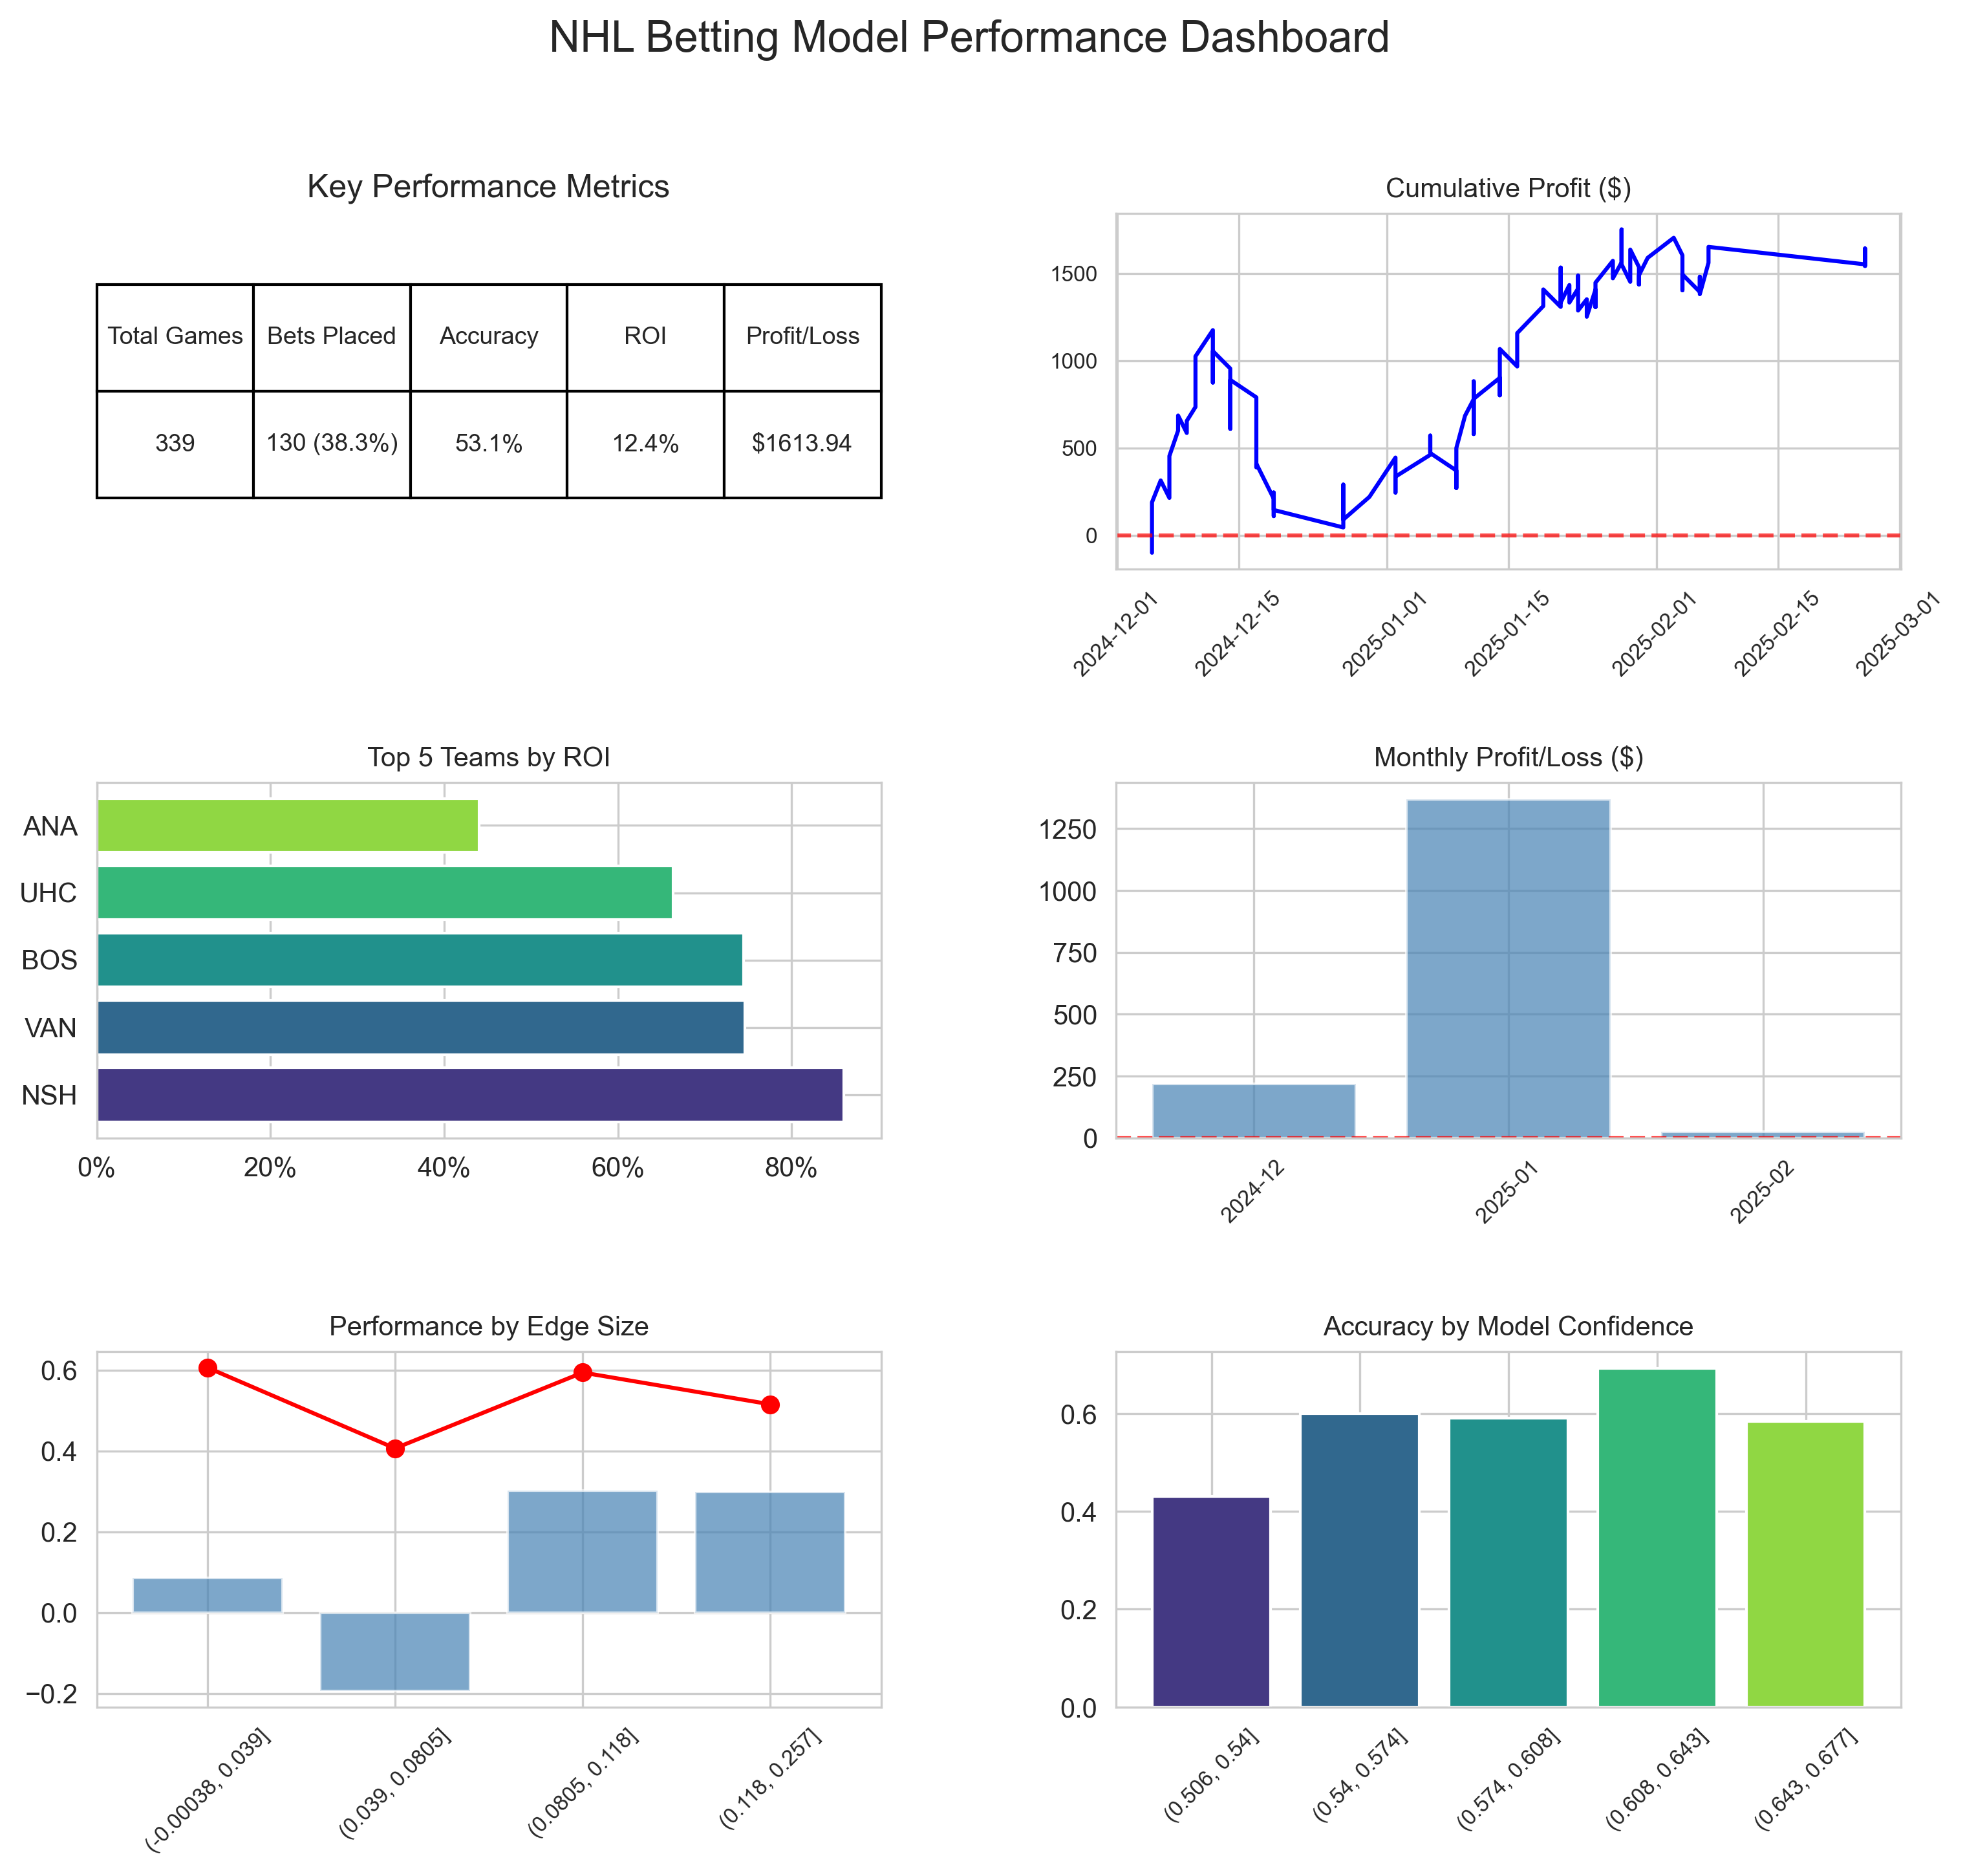 NHL Betting Model Performance Dashboard
Key Performance Metrics
Total Games Bets Placed Accuracy ROI Profit/Loss
339 130 (38.3%) 53.1% 12.4% $1613.94
Cumulative Profit ($)
1500
1000
500
0
2024-12-01 2024-12-15 2025-01-01 2025-01-15 2025-02-01 2025-02-15 2025-03-01
Top 5 Teams by ROI
ANA
UHC
BOS
VAN
NSH
0% 20% 40% 60% 80%
Monthly Profit/Loss ($)
1250
1000
750
500
250
0
2024-12 2025-01 2025-02
Performance by Edge Size
0.6
0.4
0.2
0.0
−0.2
(-0.00038, 0.039] (0.039, 0.0805] (0.0805, 0.118] (0.118, 0.257]
Accuracy by Model Confidence
0.6
0.4
0.2
0.0
(0.506, 0.54] (0.54, 0.574] (0.574, 0.608] (0.608, 0.643] (0.643, 0.677]